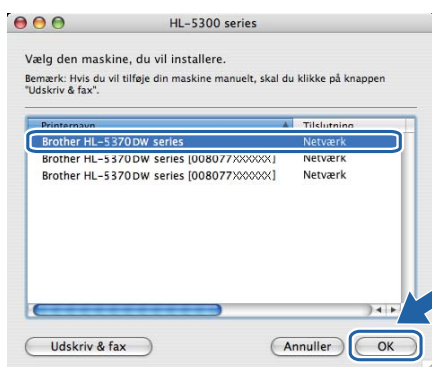 HL-5300 series
Vælg den maskine, du vil installere.
Bemærk: Hvis du vil tilføje din maskine manuelt, skal du klikke på knappen
"Udskriv & fax".
Printernavn Tilslutning
Brother HL-5370DW series Netværk
Brother HL-5370DW series [008077XXXXXX] Netværk
Brother HL-5370DW series [008077XXXXXX] Netværk
Udskriv & fax Annuller OK